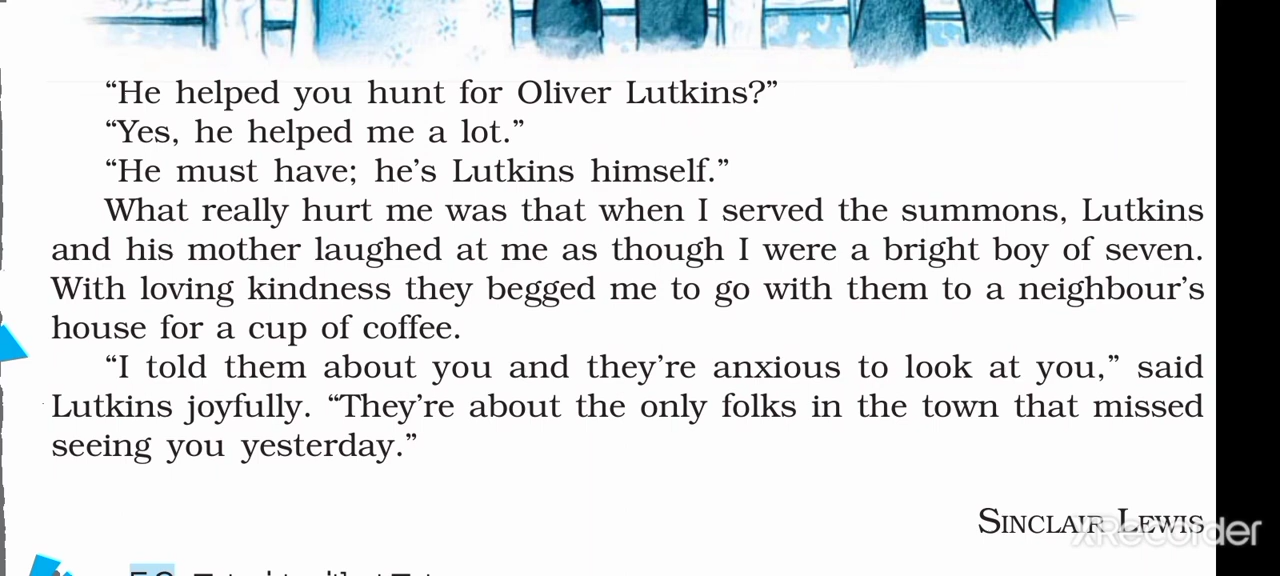 “He helped you hunt for Oliver Lutkins?”
“Yes, he helped me a lot.”
“He must have; he’s Lutkins himself.”
What really hurt me was that when I served the summons, Lutkins
and his mother laughed at me as though I were a bright boy of seven.
With loving kindness they begged me to go with them to a neighbour’s
house for a cup of coffee.
“I told them about you and they’re anxious to look at you,” said
Lutkins joyfully. “They’re about the only folks in the town that missed
seeing you yesterday.”
SINCLAIR LEWIS
XRecorder